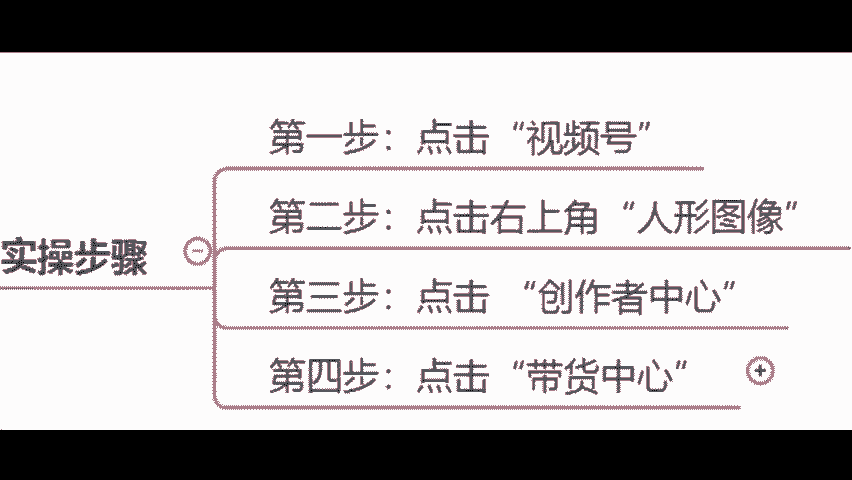 第一步：点击“视频号”
第二步：点击右上角“人形图像”
实操步骤
第三步：点击 “创作者中心”
第四步：点击“带货中心”